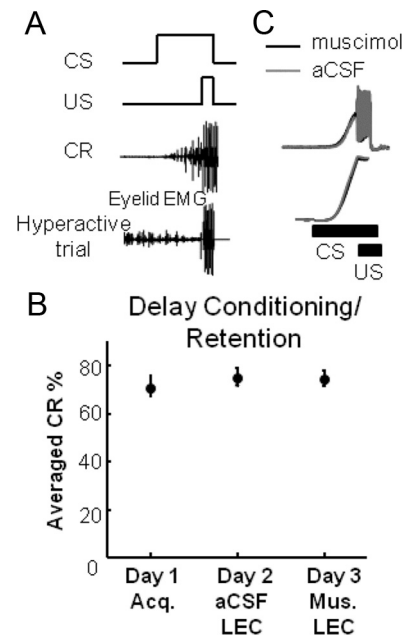 A
CS
US
CR
Eyelid EMG
Hyperactive
trial
C
muscimol
aCSF
CS
US
B
Delay Conditioning/
Retention
Averaged CR %
80
60
40
20
0
Day 1
Acq.
Day 2
aCSF
LEC
Day 3
Mus.
LEC